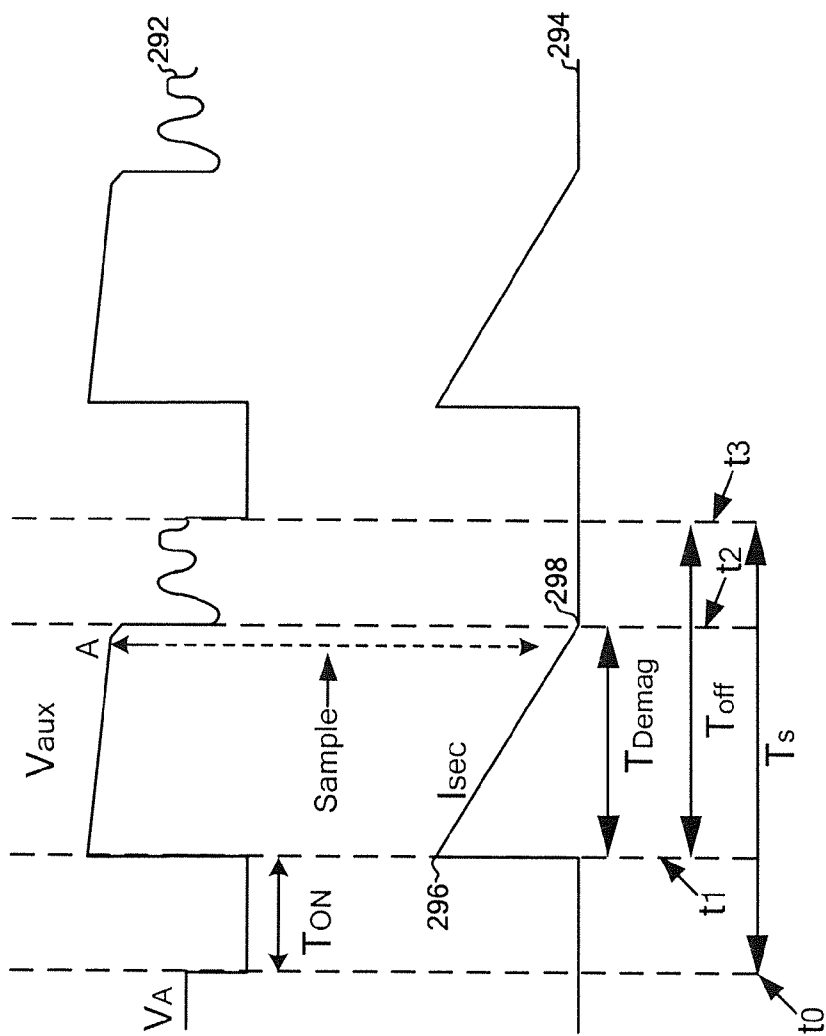 292
Vaux
A
VA
TON
Sample
294
Isec
296
298
TDemag
Toff
Ts
t0
t1
t2
t3